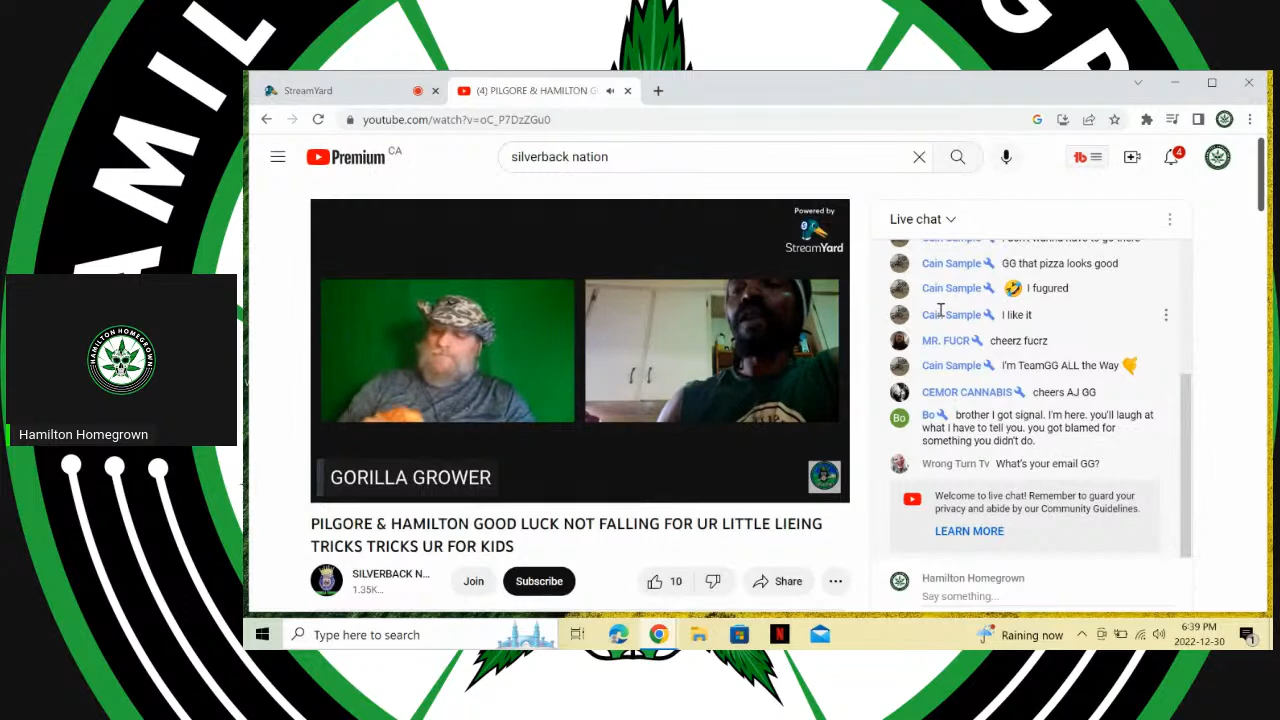 StreamYard
(4) PILGORE & HAMILTON G
youtube.com/watch?v=oC_P7DzZGu0
Premium CA
silverback nation
4
Powered by
StreamYard
GORILLA GROWER
PILGORE & HAMILTON GOOD LUCK NOT FALLING FOR UR LITTLE LIEING
TRICKS TRICKS UR FOR KIDS
SILVERBACK N...
1.35K...
Join
Subscribe
10
Share
Live chat
Cain Sample
Cain Sample GG that pizza looks good
Cain Sample 🤣 I fugured
Cain Sample I like it
MR. FUCR cheerz fucrz
Cain Sample I'm TeamGG ALL the Way
CEMOR CANNABIS cheers AJ GG
Bo
Bo brother I got signal. I'm here. you'll laugh at
what I have to tell you. you got blamed for
something you didn't do.
Wrong Turn Tv What's your email GG?
Welcome to live chat! Remember to guard your
privacy and abide by our Community Guidelines.
LEARN MORE
Hamilton Homegrown
Say something...
HAMILTON HOMEGROWN
Hamilton Homegrown
Type here to search
Raining now
6:39 PM
2022-12-30
1